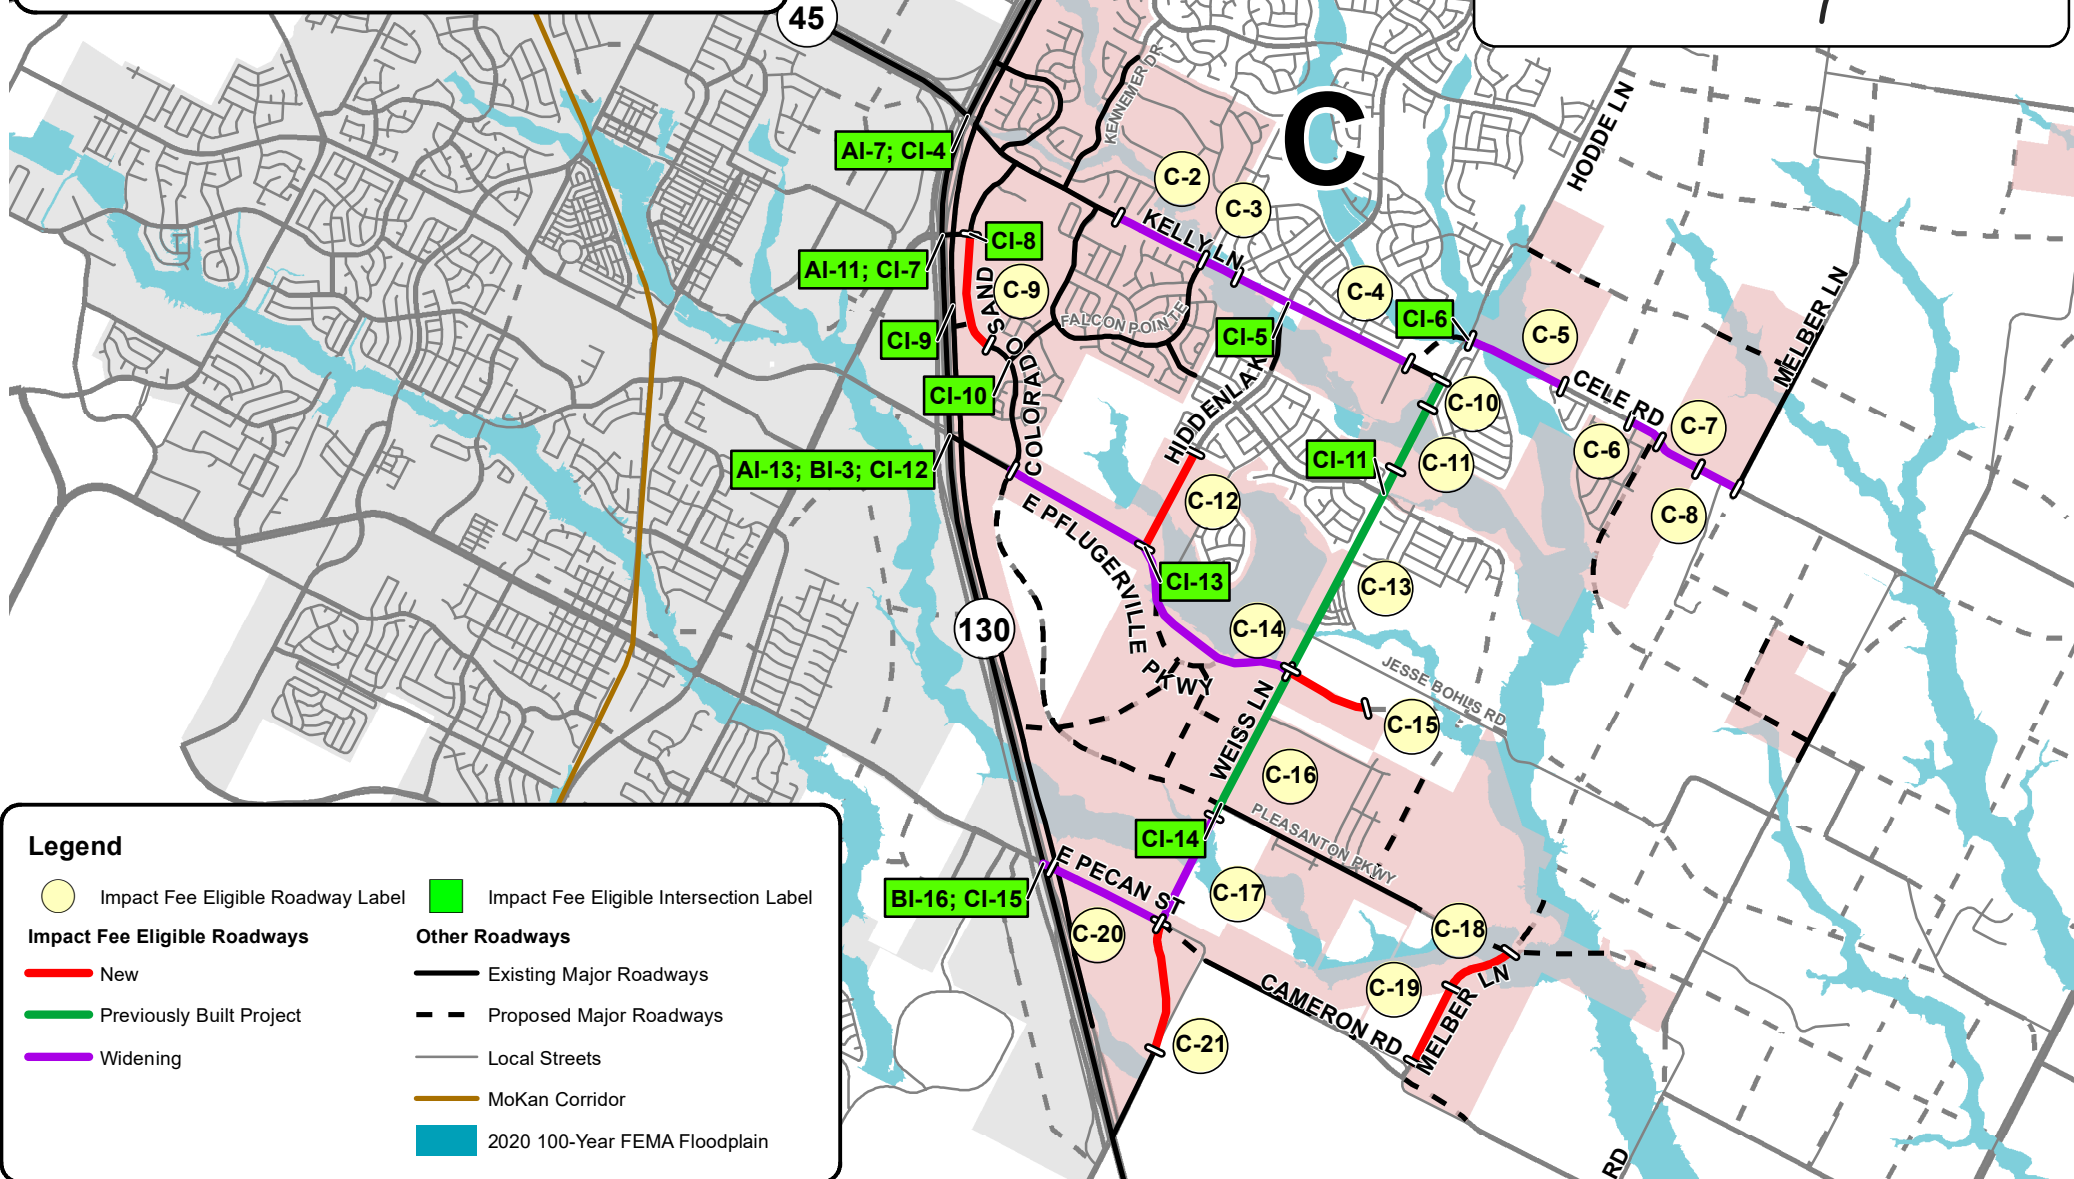 45
C
KENNEMER DR
HODDE LN
AI-7; CI-4
C-2
C-3
KELLY LN
CI-8
AI-11; CI-7
C-9
C-4
CI-6
C-5
FALCON POINTE
CI-9
CI-5
MELBER LN
COLORADO SAND
CI-10
HIDDENLAKE
CELE RD
C-10
C-7
C-6
AI-13; BI-3; CI-12
CI-11
C-11
C-12
C-8
E PFLUGERVILLE PKWY
CI-13
C-13
130
C-14
JESSE BOHLS RD
C-15
WEISS LN
C-16
CI-14
PLEASANTON PKWY
E PECAN ST
BI-16; CI-15
C-17
C-20
C-18
CAMERON RD
C-19
MELBER LN
C-21
RD
Legend
Impact Fee Eligible Roadway Label
Impact Fee Eligible Intersection Label
Impact Fee Eligible Roadways
New
Previously Built Project
Widening
Other Roadways
Existing Major Roadways
Proposed Major Roadways
Local Streets
MoKan Corridor
2020 100-Year FEMA Floodplain